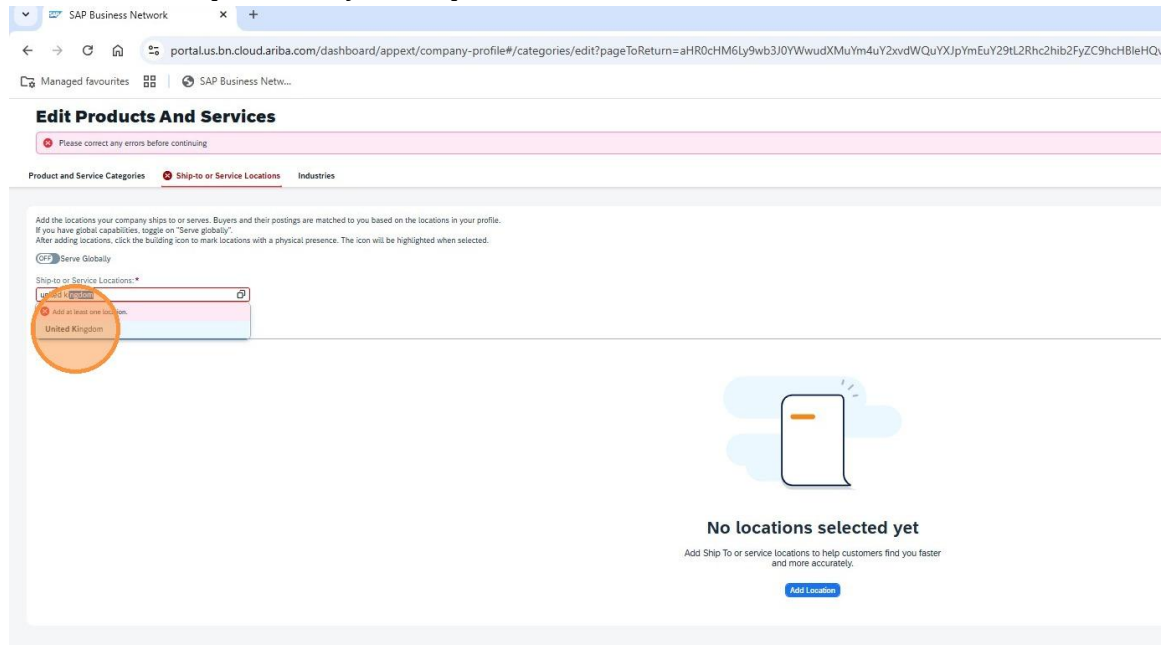 SAP Business Network
portal.us.bn.cloud.ariba.com/dashboard/appext/company-profile#/categories/edit?pageToReturn=aHR0cHM6Ly9wb3J0YWwudXMuYm4uY2xvdWQuYXJpYmEuY29tL2Rhc2hib2FyZC9hcHBleHQv
Managed favourites
SAP Business Netw...
Edit Products And Services
Please correct any errors before continuing
Product and Service Categories Ship-to or Service Locations Industries
Add the locations your company ships to or serves. Buyers and their postings are matched to you based on the locations in your profile.
If you have global capabilities, toggle on "Serve globally".
After adding locations, click the building icon to mark locations with a physical presence. The icon will be highlighted when selected.
OFF Serve Globally
Ship-to or Service Locations:*
united kingdom
Add at least one location.
United Kingdom
No locations selected yet
Add Ship To or service locations to help customers find you faster
and more accurately.
Add Location